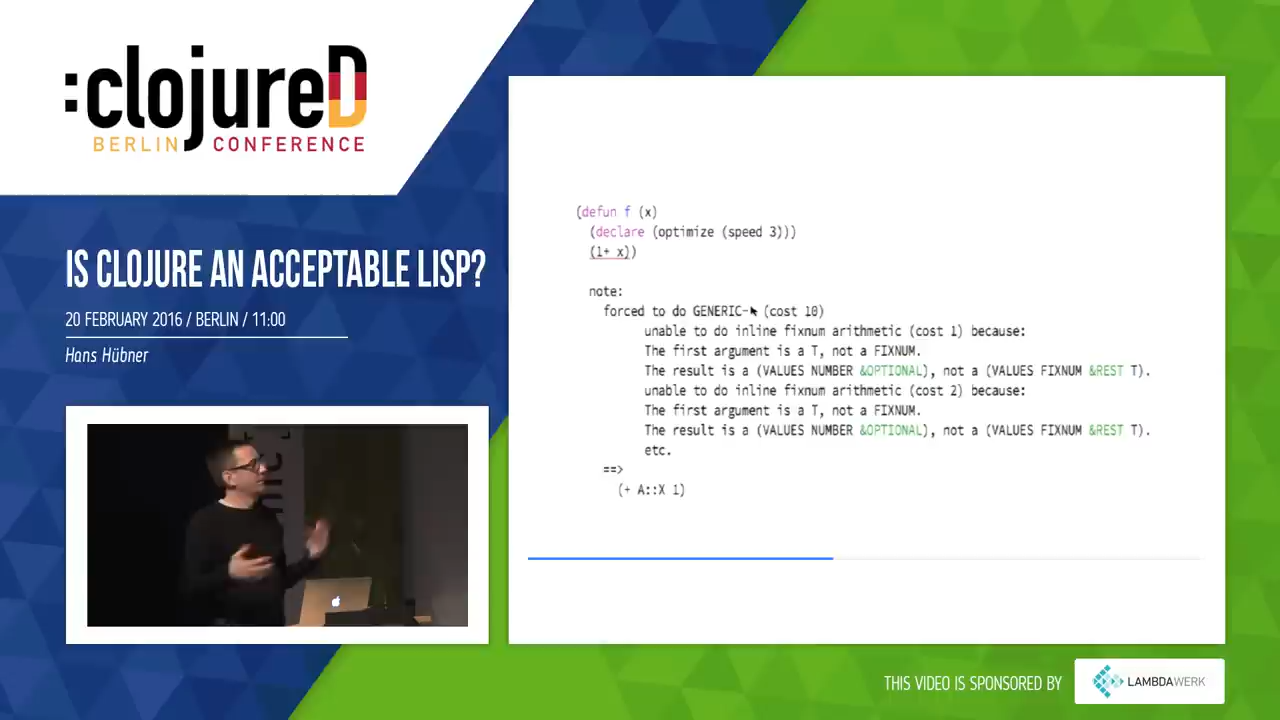 :clojureD
BERLIN CONFERENCE
IS CLOJURE AN ACCEPTABLE LISP?
20 FEBRUARY 2016 / BERLIN / 11:00
Hans Hübner
(defun f (x)
(declare (optimize (speed 3)))
(1+ x))
note:
forced to do GENERIC- (cost 10)
unable to do inline fixnum arithmetic (cost 1) because:
The first argument is a T, not a FIXNUM.
The result is a (VALUES NUMBER &OPTIONAL), not a (VALUES FIXNUM &REST T).
unable to do inline fixnum arithmetic (cost 2) because:
The first argument is a T, not a FIXNUM.
The result is a (VALUES NUMBER &OPTIONAL), not a (VALUES FIXNUM &REST T).
etc.
==>
(+ A::X 1)
THIS VIDEO IS SPONSORED BY
LAMBDAWERK